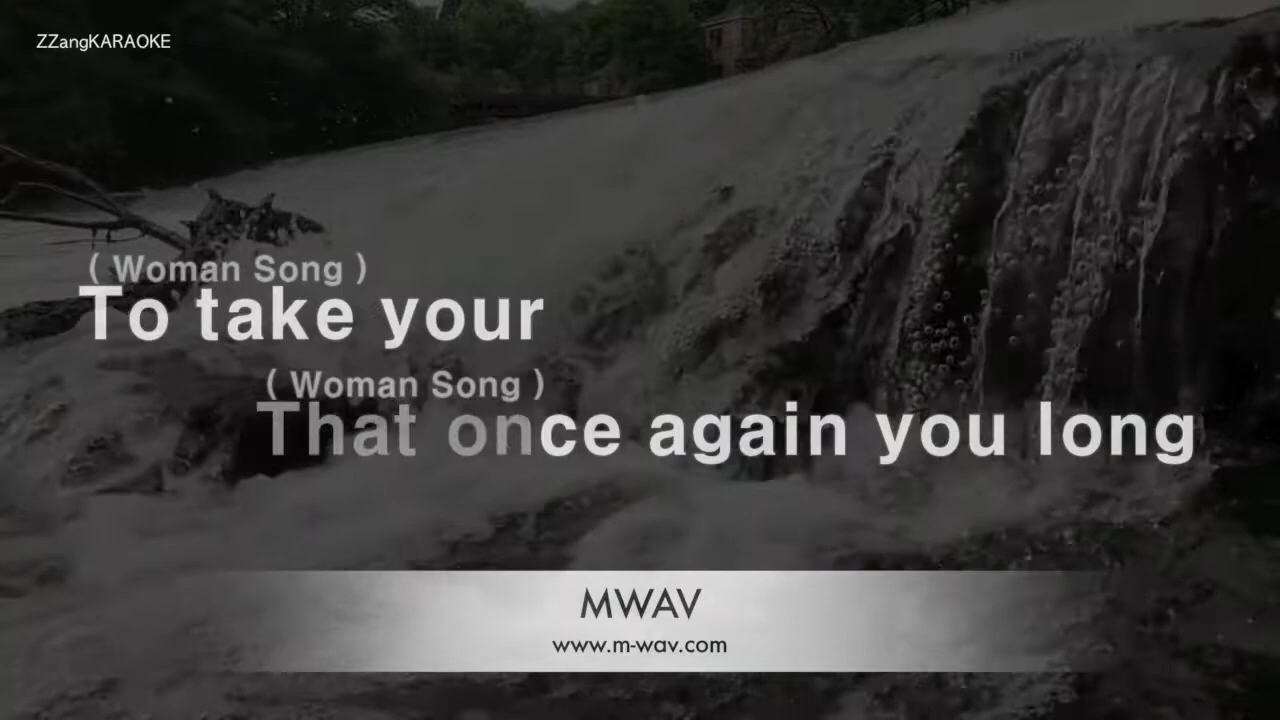 ZZangKARAOKE
( Woman Song )
To take your
( Woman Song )
That once again you long
MWAV
www.m-wav.com